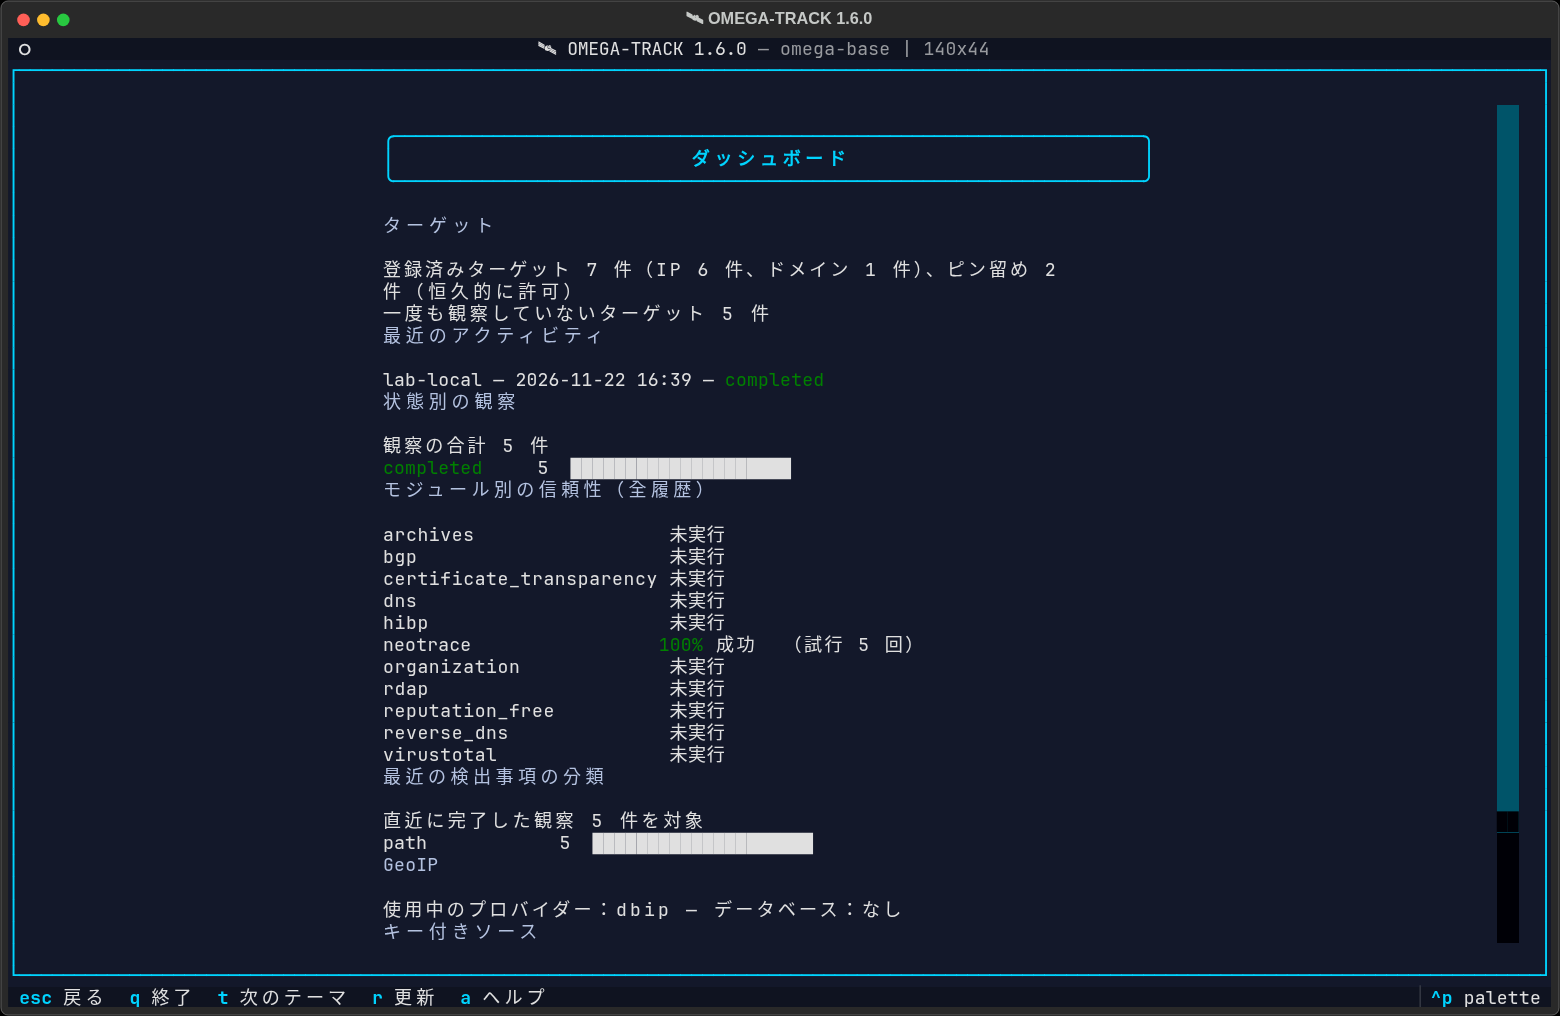 OMEGA-TRACK 1.6.0
OMEGA-TRACK 1.6.0 — omega-base | 140x44
ダッシュボード
ターゲット
登録済みターゲット 7 件（IP 6 件、ドメイン 1 件）、ピン留め 2
件（恒久的に許可）
一度も観察していないターゲット 5 件
最近のアクティビティ
lab-local — 2026-11-22 16:39 — completed
状態別の観察
観察の合計 5 件
completed 5
モジュール別の信頼性（全履歴）
archives 未実行
bgp 未実行
certificate_transparency 未実行
dns 未実行
hibp 未実行
neotrace 100% 成功 （試行 5 回）
organization 未実行
rdap 未実行
reputation_free 未実行
reverse_dns 未実行
virustotal 未実行
最近の検出事項の分類
直近に完了した観察 5 件を対象
path 5
GeoIP
使用中のプロバイダー：dbip — データベース：なし
キー付きソース
esc 戻る q 終了 t 次のテーマ r 更新 a ヘルプ ^p palette